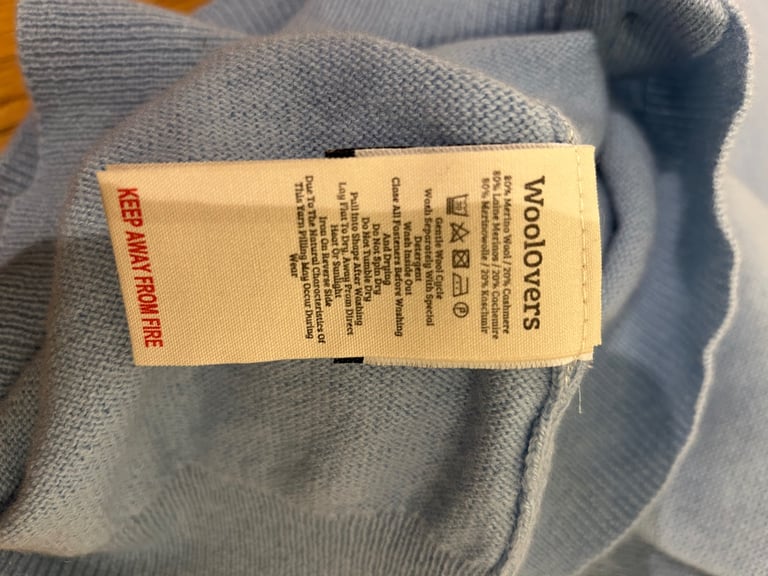 WoolOvers
80% Merino Wool / 20% Cashmere
80% Laine Merinos / 20% Cachemire
80% Merinowolle / 20% Kaschmir
30 P
Gentle Wool Cycle
Wash Separately With Special
Detergent
Wash Inside Out
Close All Fasteners Before Washing
And Drying
Do Not Spin Dry
Do Not Tumble Dry
Pull Into Shape After Washing
Lay Flat To Dry, Away From Direct
Heat Or Sunlight
Iron On Reverse Side
Due To The Natural Characteristics Of
This Yarn Pilling May Occur During
Wear
KEEP AWAY FROM FIRE